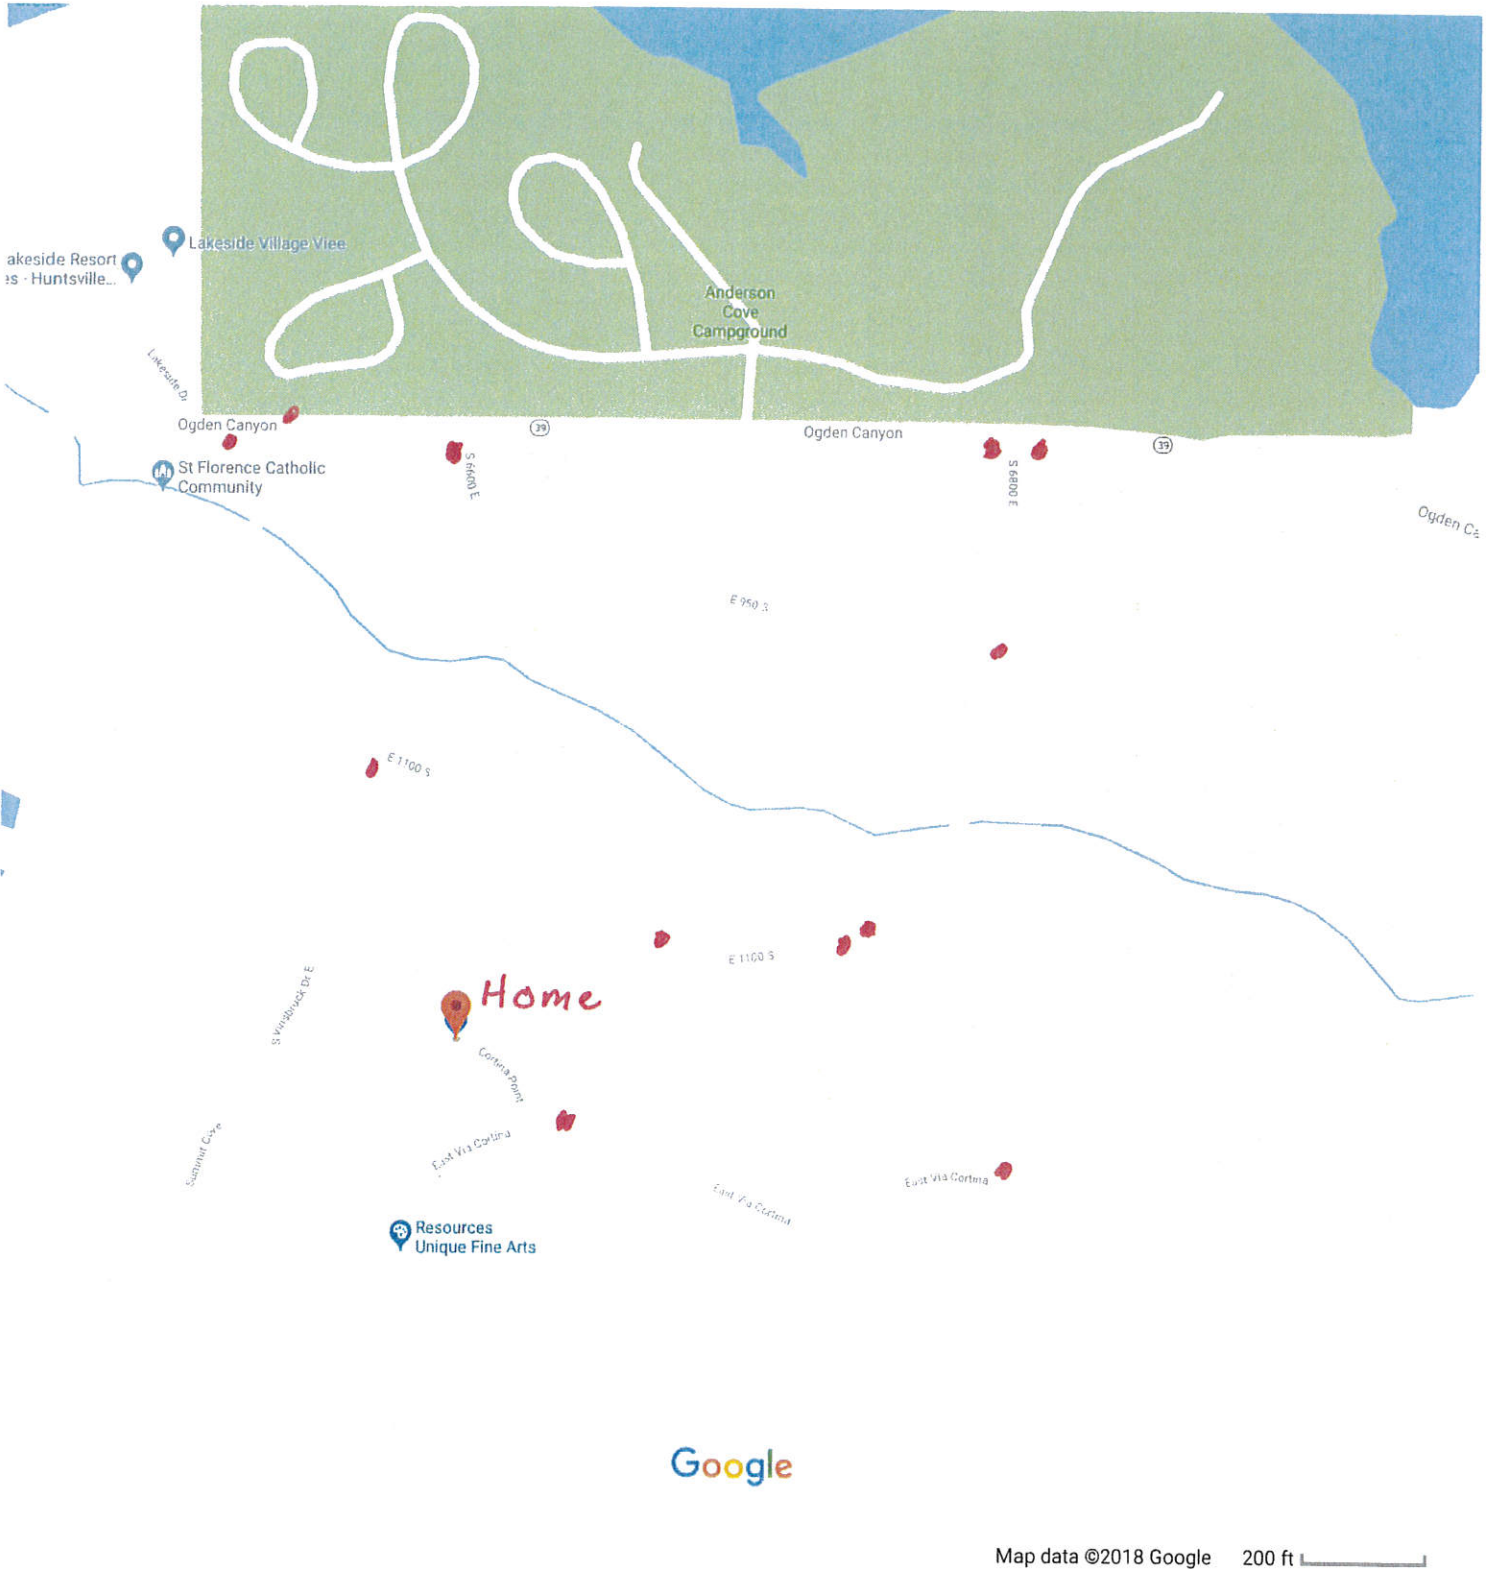 Lakeside Village Viee
akeside Resort
es - Huntsville...
Anderson
Cove
Campground
Lakeside Dr
Ogden Canyon
39
Ogden Canyon
39
St Florence Catholic
Community
S 6600 E
S 6800 E
Ogden Ca
E 950 S
E 1100 S
E 1100 S
Home
Cortina Point
Summit Cove
East Via Cortina
East Via Cortina
East Via Cortina
Resources
Unique Fine Arts
Google
Map data ©2018 Google 200 ft